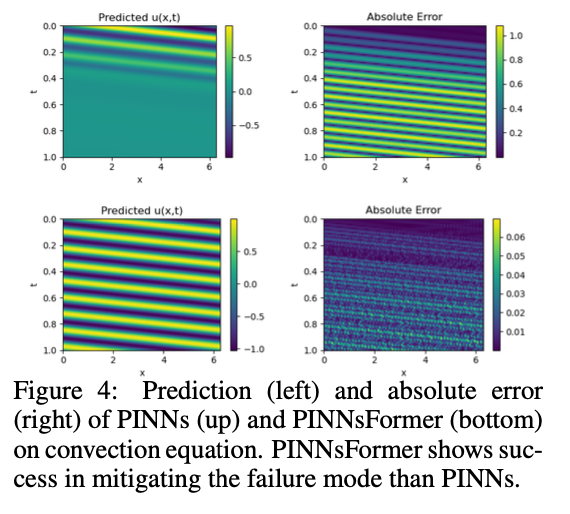 Predicted u(x,t)
0.0
0.2
0.4
0.6
0.8
1.0
t
0 2 4 6
x
0.5
0.0
−0.5
Absolute Error
0.0
0.2
0.4
0.6
0.8
1.0
t
0 2 4 6
x
1.0
0.8
0.6
0.4
0.2
Predicted u(x,t)
0.0
0.2
0.4
0.6
0.8
1.0
t
0 2 4 6
x
0.5
0.0
−0.5
−1.0
Absolute Error
0.0
0.2
0.4
0.6
0.8
1.0
t
0 2 4 6
x
0.06
0.05
0.04
0.03
0.02
0.01
Figure 4: Prediction (left) and absolute error
(right) of PINNs (up) and PINNsFormer (bottom)
on convection equation. PINNsFormer shows suc-
cess in mitigating the failure mode than PINNs.